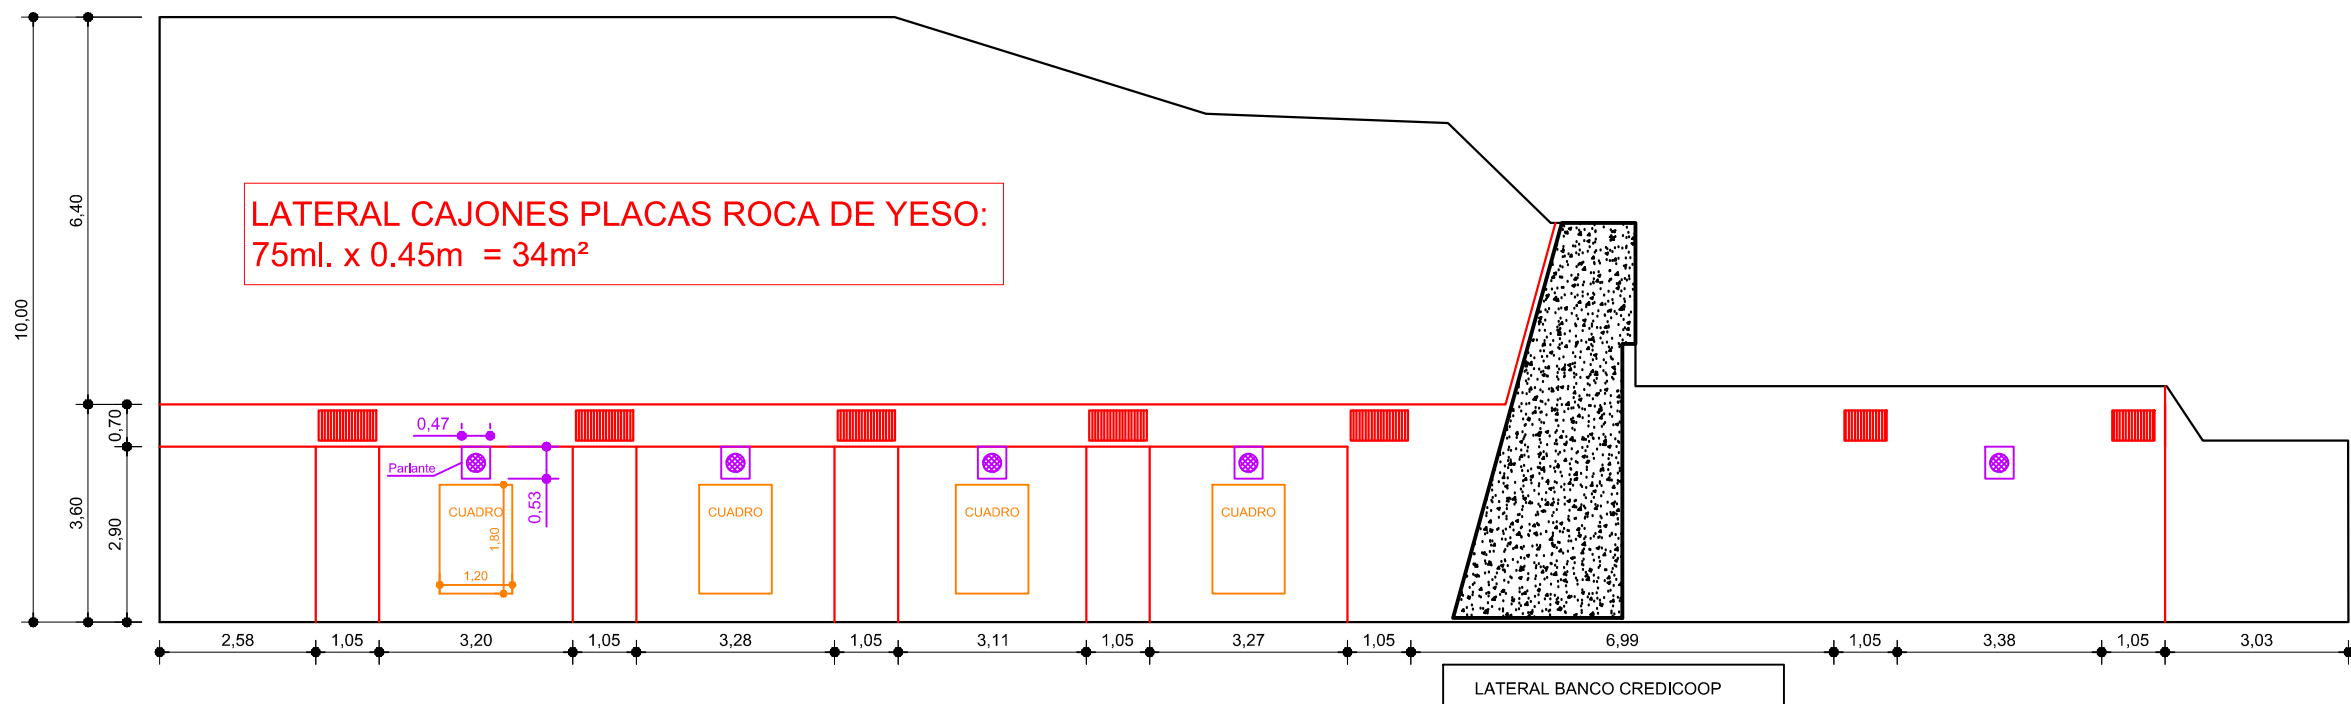 6,40
10,00
LATERAL CAJONES PLACAS ROCA DE YESO:
75ml. x 0.45m = 34m²
0,70
3,60
2,90
0,47
Parlante
0,53
CUADRO
1,80
1,20
CUADRO
CUADRO
CUADRO
2,58 1,05 3,20 1,05 3,28 1,05 3,11 1,05 3,27 1,05 6,99 1,05 3,38 1,05 3,03
LATERAL BANCO CREDICOOP